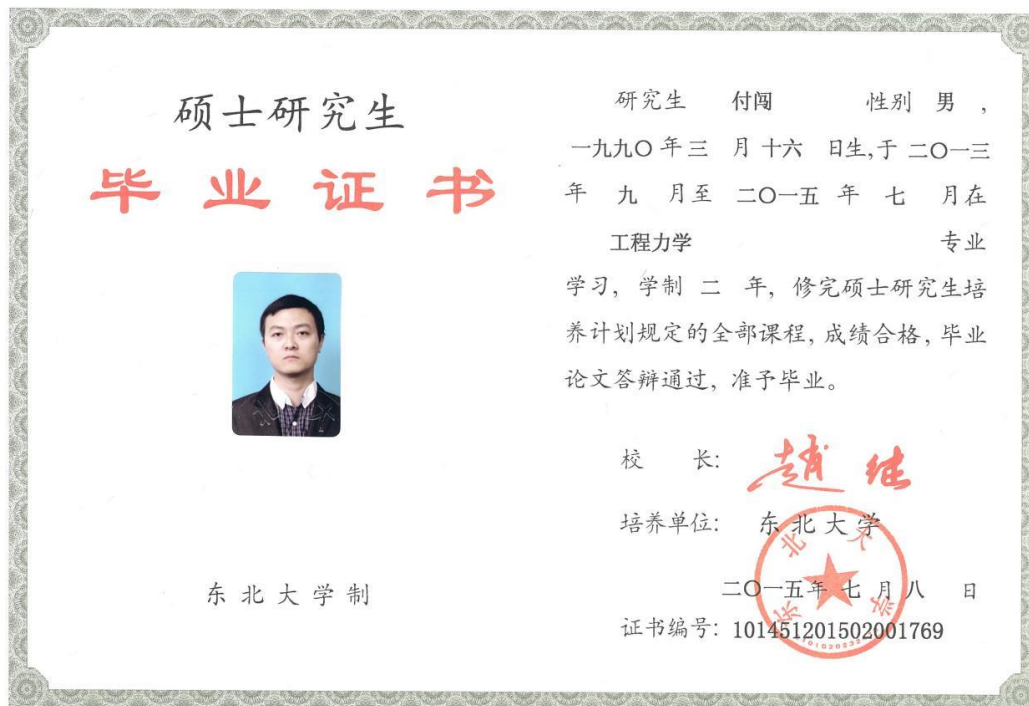 硕士研究生
毕业证书
东北大学制
研究生 付闯 性别 男，
一九九〇年三 月十六 日生,于 二〇一三
年 九 月至 二〇一五 年 七 月在
工程力学 专业
学习，学制 二 年，修完硕士研究生培
养计划规定的全部课程，成绩合格，毕业
论文答辩通过，准予毕业。
校 长: 赵继
培养单位: 东北大学
二〇一五年 七 月 八 日
证书编号: 101451201502001769
东北大学